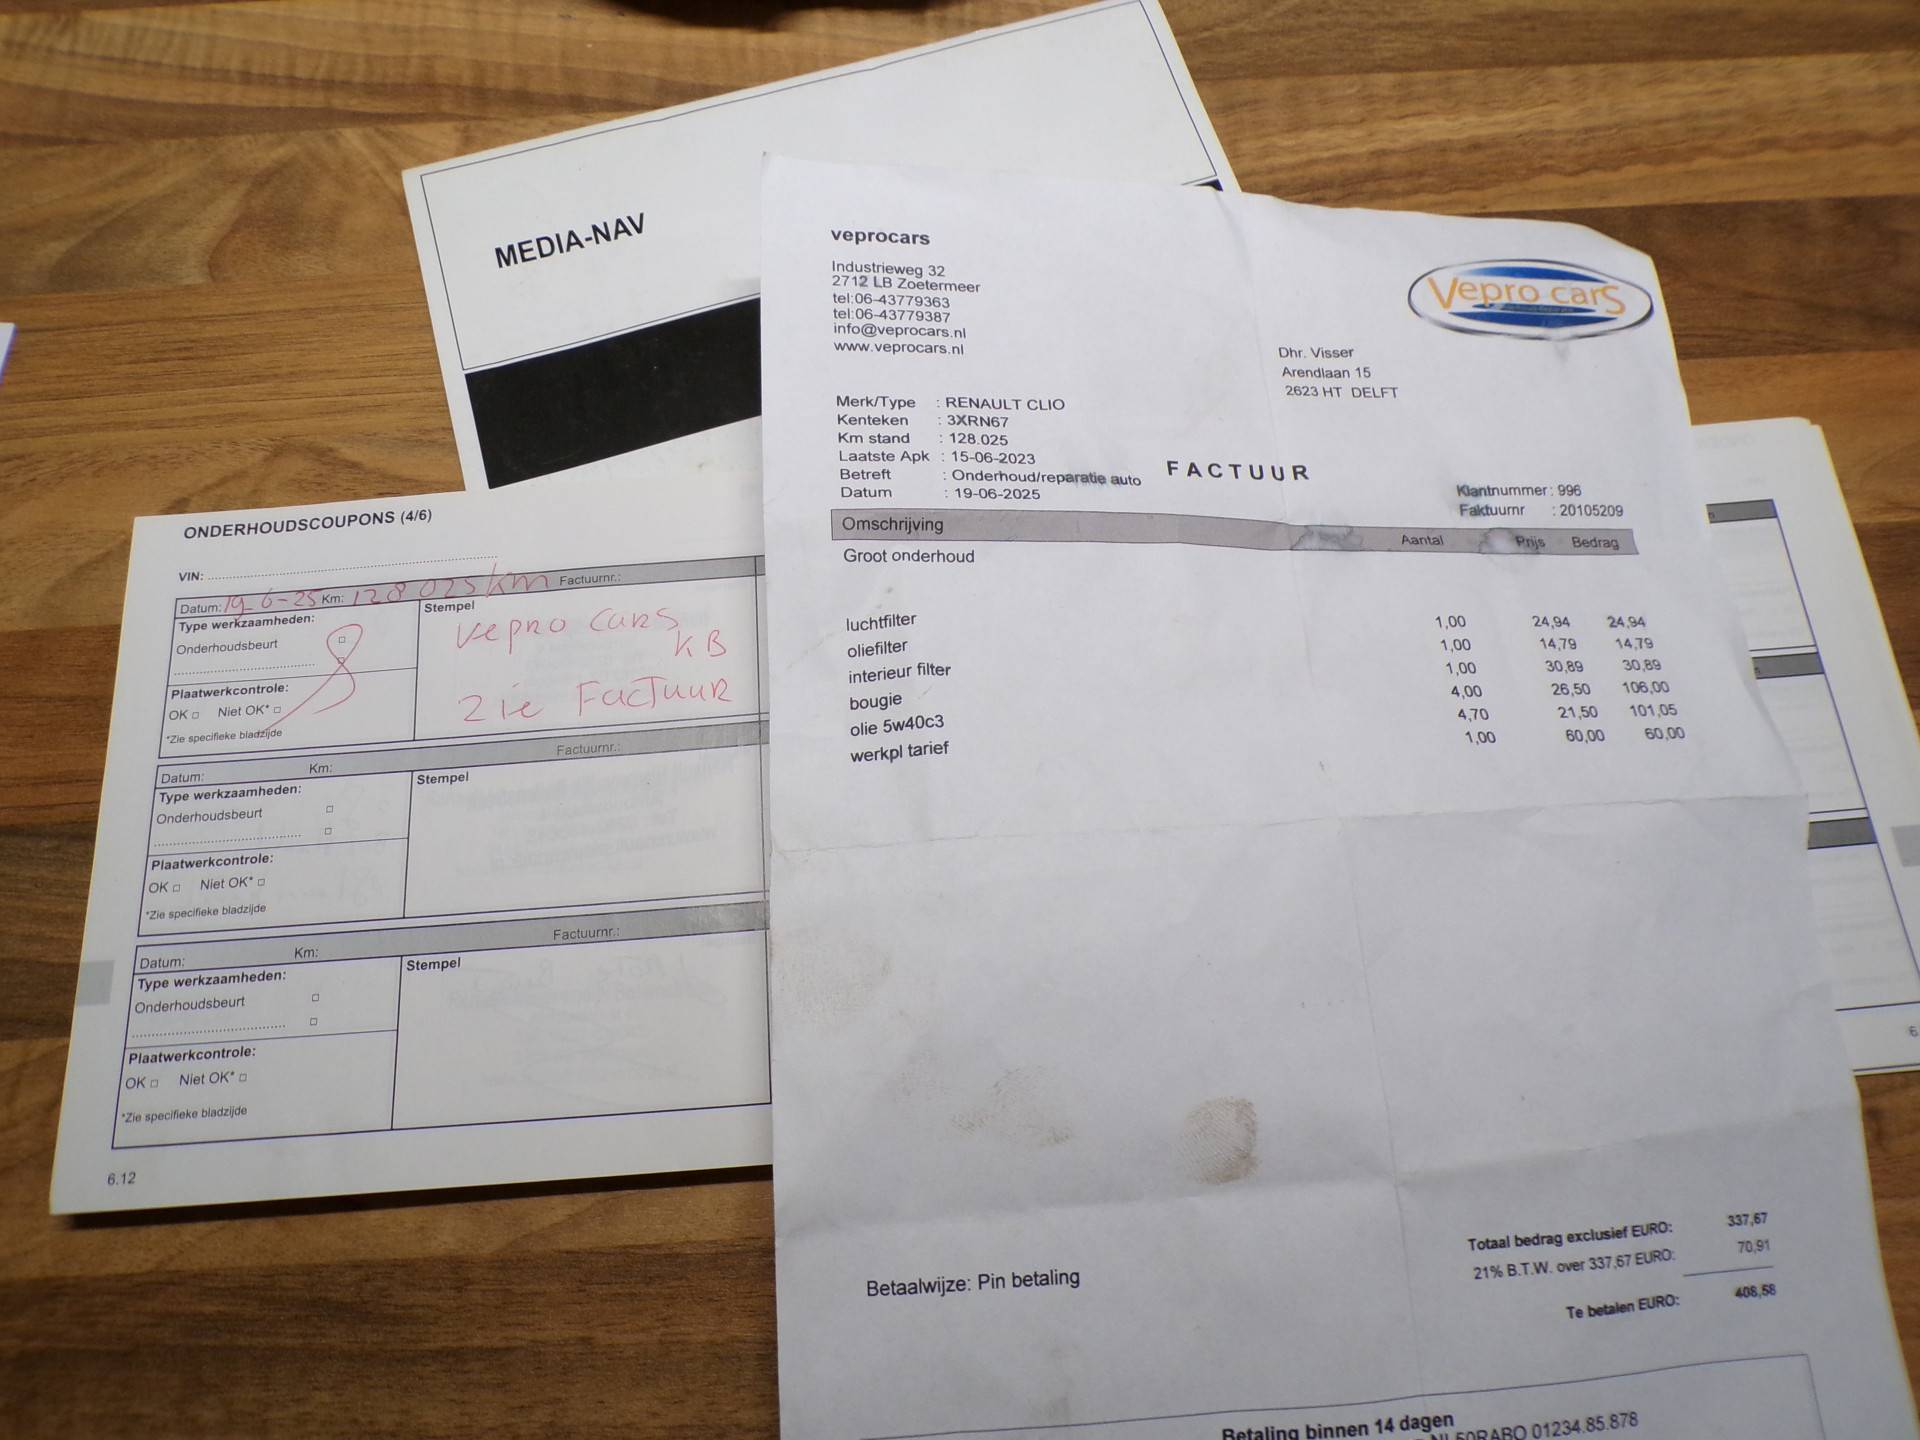 MEDIA-NAV
veprocars
Industrieweg 32
2712 LB Zoetermeer
tel:06-43779363
tel:06-43779387
info@veprocars.nl
www.veprocars.nl
Vepro carS
Dhr. Visser
Arendlaan 15
2623 HT DELFT
Merk/Type : RENAULT CLIO
Kenteken : 3XRN67
Km stand : 128.025
Laatste Apk : 15-06-2023
Betreft : Onderhoud/reparatie auto
Datum : 19-06-2025
FACTUUR
Klantnummer : 996
Faktuurnr : 20105209
Omschrijving Aantal Prijs Bedrag
Groot onderhoud
luchtfilter 1,00 24,94 24,94
oliefilter 1,00 14,79 14,79
interieur filter 1,00 30,89 30,89
bougie 4,00 26,50 106,00
olie 5w40c3 4,70 21,50 101,05
werkpl tarief 1,00 60,00 60,00
Totaal bedrag exclusief EURO: 337,67
21% B.T.W. over 337,67 EURO: 70,91
Te betalen EURO: 408,58
Betaalwijze: Pin betaling
Betaling binnen 14 dagen
01234.85.878
ONDERHOUDSCOUPONS (4/6)
VIN:
Datum: 19-6-25 Km: 128 025 km Factuurnr.:
Type werkzaamheden:
Onderhoudsbeurt
Plaatwerkcontrole:
OK Niet OK*
*Zie specifieke bladzijde
Stempel
Vepro cars
KB
Zie Factuur
Datum: Km: Factuurnr.:
Type werkzaamheden:
Onderhoudsbeurt
Plaatwerkcontrole:
OK Niet OK*
*Zie specifieke bladzijde
Stempel
Datum: Km: Factuurnr.:
Type werkzaamheden:
Onderhoudsbeurt
Plaatwerkcontrole:
OK Niet OK*
*Zie specifieke bladzijde
Stempel
6.12